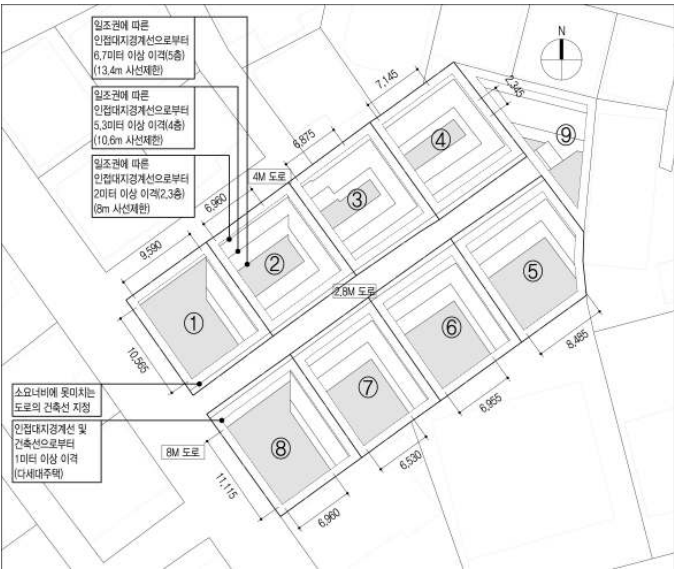 일조권에 따른
인접대지경계선으로부터
6,7미터 이상 이격(5층)
(13,4m 사선제한)
일조권에 따른
인접대지경계선으로부터
5,3미터 이상 이격(4층)
(10,6m 사선제한)
일조권에 따른
인접대지경계선으로부터
2미터 이상 이격(2,3층)
(8m 사선제한)
N
7,145
2,345
⑨
6,875
④
4M 도로
③
6,960
②
9,590
2,8M 도로
⑤
①
⑥
10,565
8,485
⑦
6,955
소요너비에 못미치는
도로의 건축선 지정
인접대지경계선 및
건축선으로부터
1미터 이상 이격
(다세대주택)
8M 도로
⑧
6,530
11,115
6,960